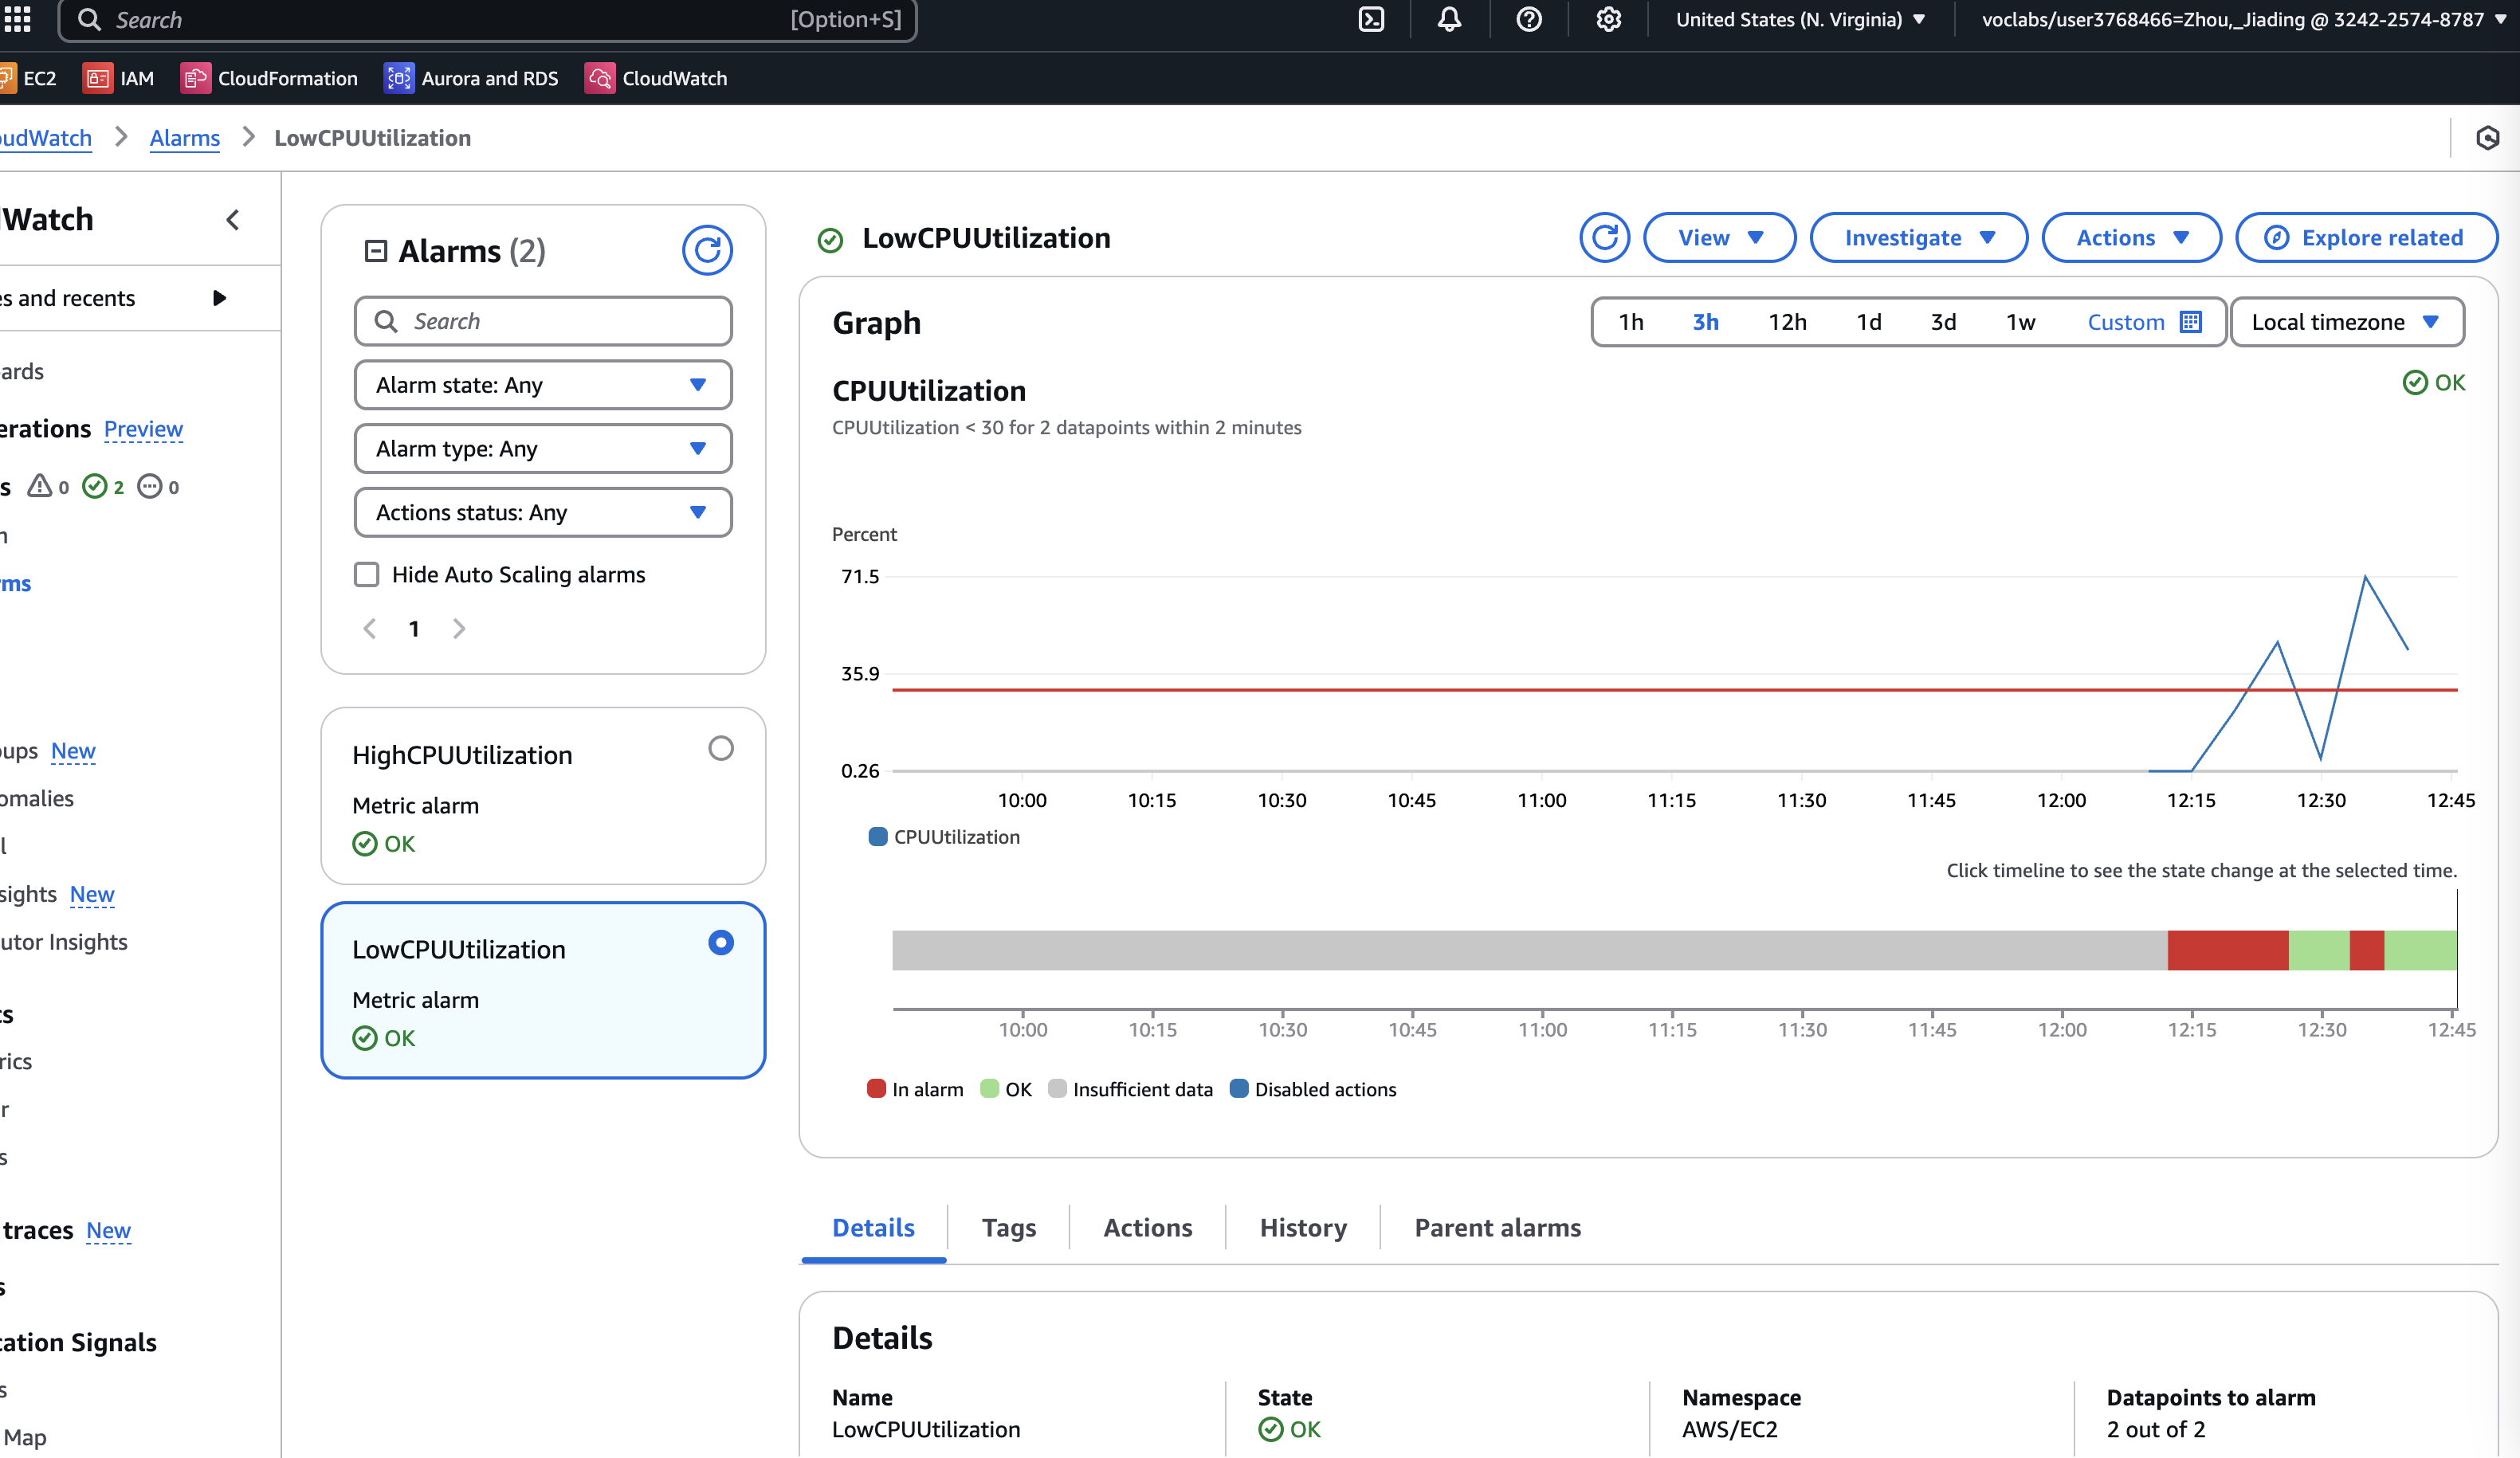 Search [Option+S] United States (N. Virginia) voclabs/user3768466=Zhou,_Jiading @ 3242-2574-8787
EC2 IAM CloudFormation Aurora and RDS CloudWatch
oudWatch Alarms LowCPUUtilization
Watch
es and recents
ards
erations Preview
s 0 2 0
n
rms
oups New
omalies
l
sights New
utor Insights
ts
rics
r
s
traces New
s
cation Signals
s
Map
Alarms (2)
Search
Alarm state: Any
Alarm type: Any
Actions status: Any
Hide Auto Scaling alarms
1
HighCPUUtilization
Metric alarm
OK
LowCPUUtilization
Metric alarm
OK
LowCPUUtilization View Investigate Actions Explore related
Graph 1h 3h 12h 1d 3d 1w Custom Local timezone
CPUUtilization OK
CPUUtilization < 30 for 2 datapoints within 2 minutes
Percent
71.5
35.9
0.26
10:00 10:15 10:30 10:45 11:00 11:15 11:30 11:45 12:00 12:15 12:30 12:45
CPUUtilization
Click timeline to see the state change at the selected time.
10:00 10:15 10:30 10:45 11:00 11:15 11:30 11:45 12:00 12:15 12:30 12:45
In alarm OK Insufficient data Disabled actions
Details Tags Actions History Parent alarms
Details
Name State Namespace Datapoints to alarm
LowCPUUtilization OK AWS/EC2 2 out of 2